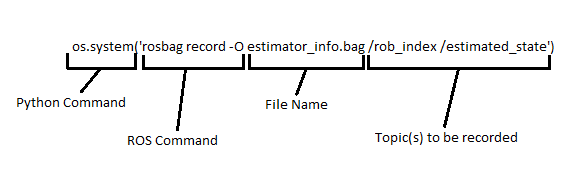 os.system('rosbag record -O estimator_info.bag /rob_index /estimated_state')
Python Command
File Name
ROS Command
Topic(s) to be recorded